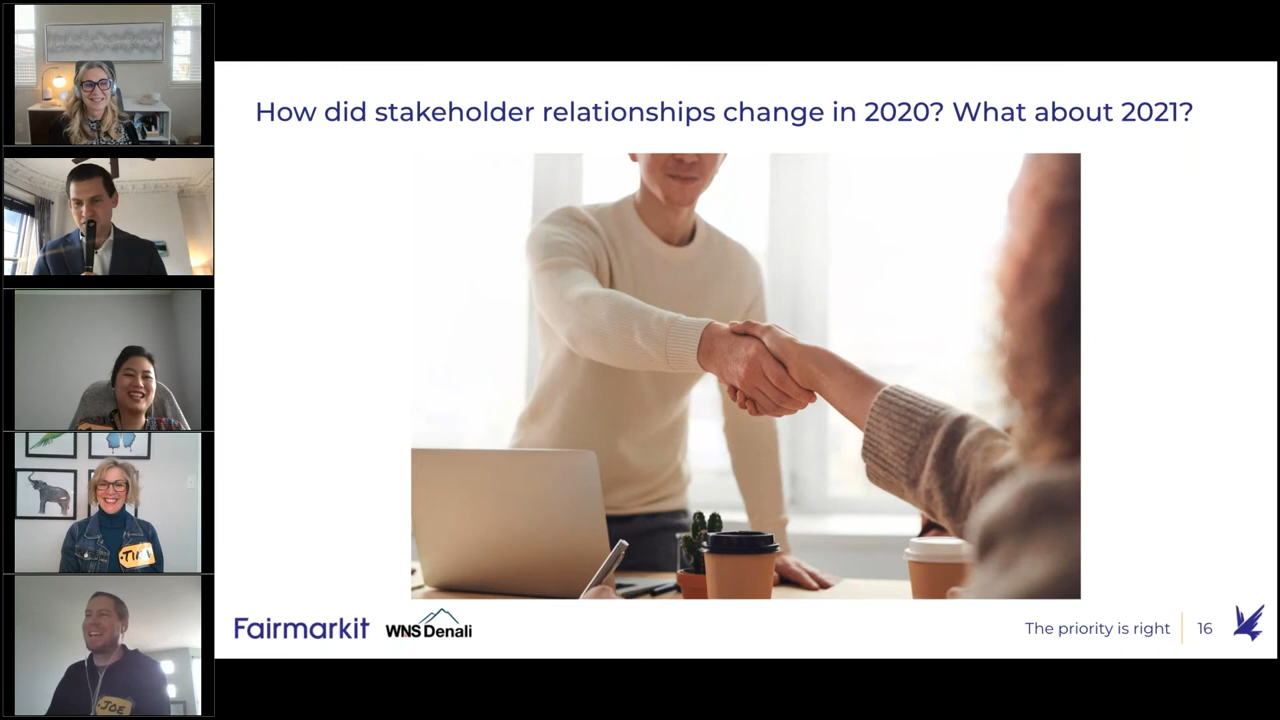 How did stakeholder relationships change in 2020? What about 2021?
JOE
Fairmarkit
WNS Denali
The priority is right
16